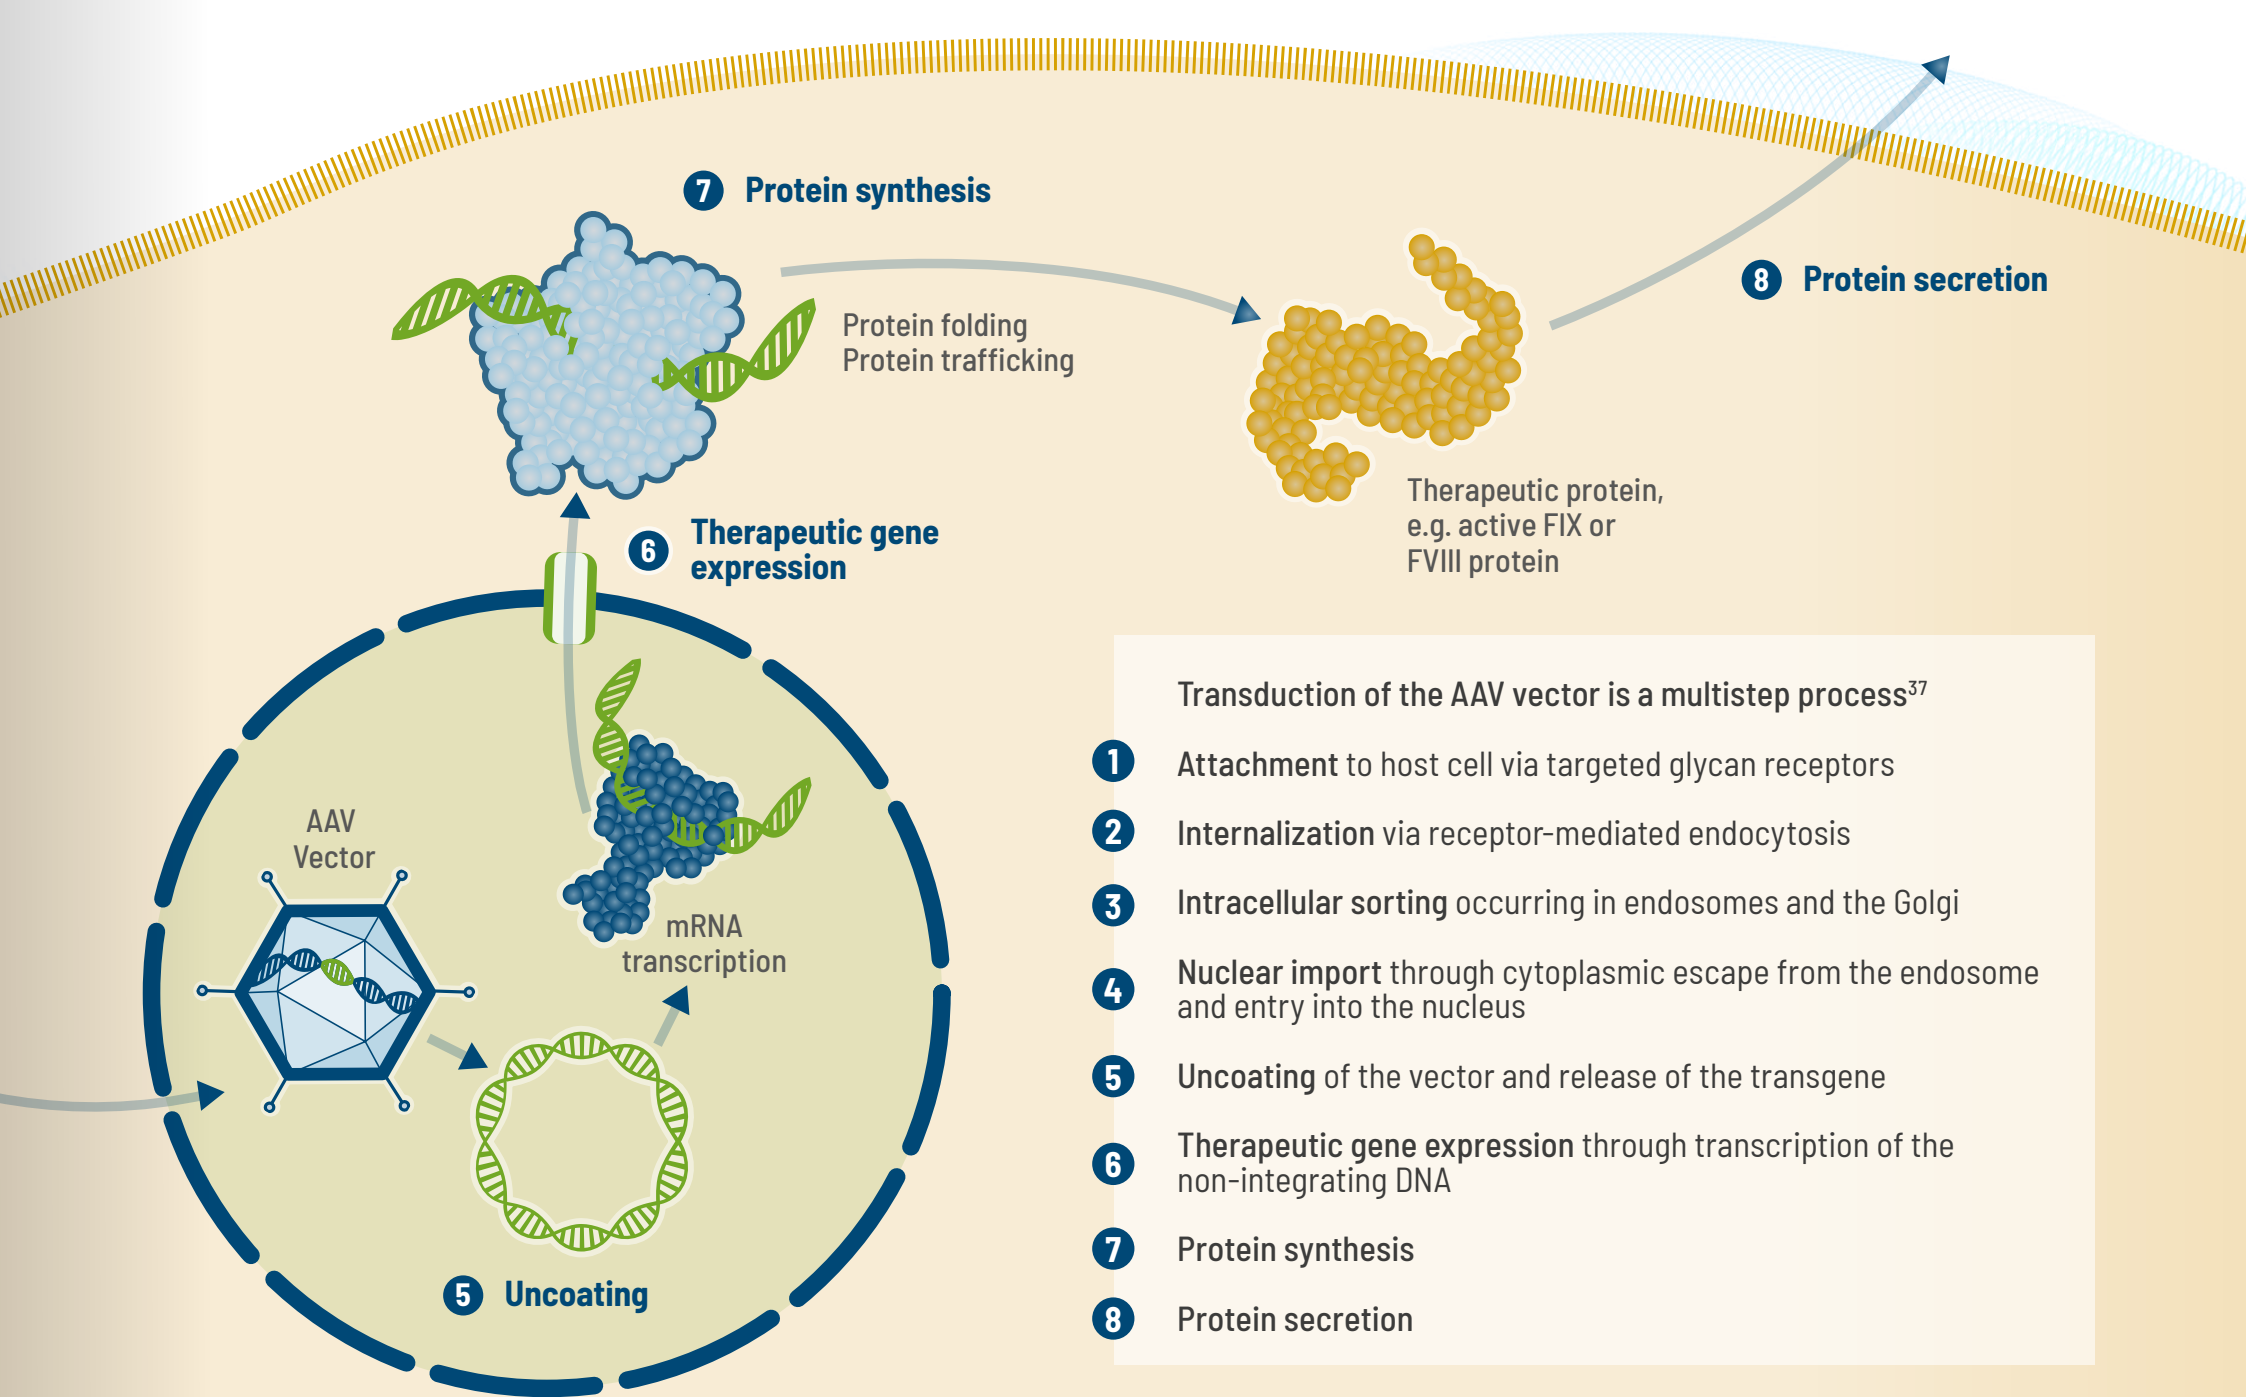 7 Protein synthesis
8 Protein secretion
Protein folding
Protein trafficking
Therapeutic protein,
e.g. active FIX or
FVIII protein
6 Therapeutic gene
expression
AAV
Vector
mRNA
transcription
5 Uncoating
Transduction of the AAV vector is a multistep process37
1 Attachment to host cell via targeted glycan receptors
2 Internalization via receptor-mediated endocytosis
3 Intracellular sorting occurring in endosomes and the Golgi
4 Nuclear import through cytoplasmic escape from the endosome
and entry into the nucleus
5 Uncoating of the vector and release of the transgene
6 Therapeutic gene expression through transcription of the
non-integrating DNA
7 Protein synthesis
8 Protein secretion